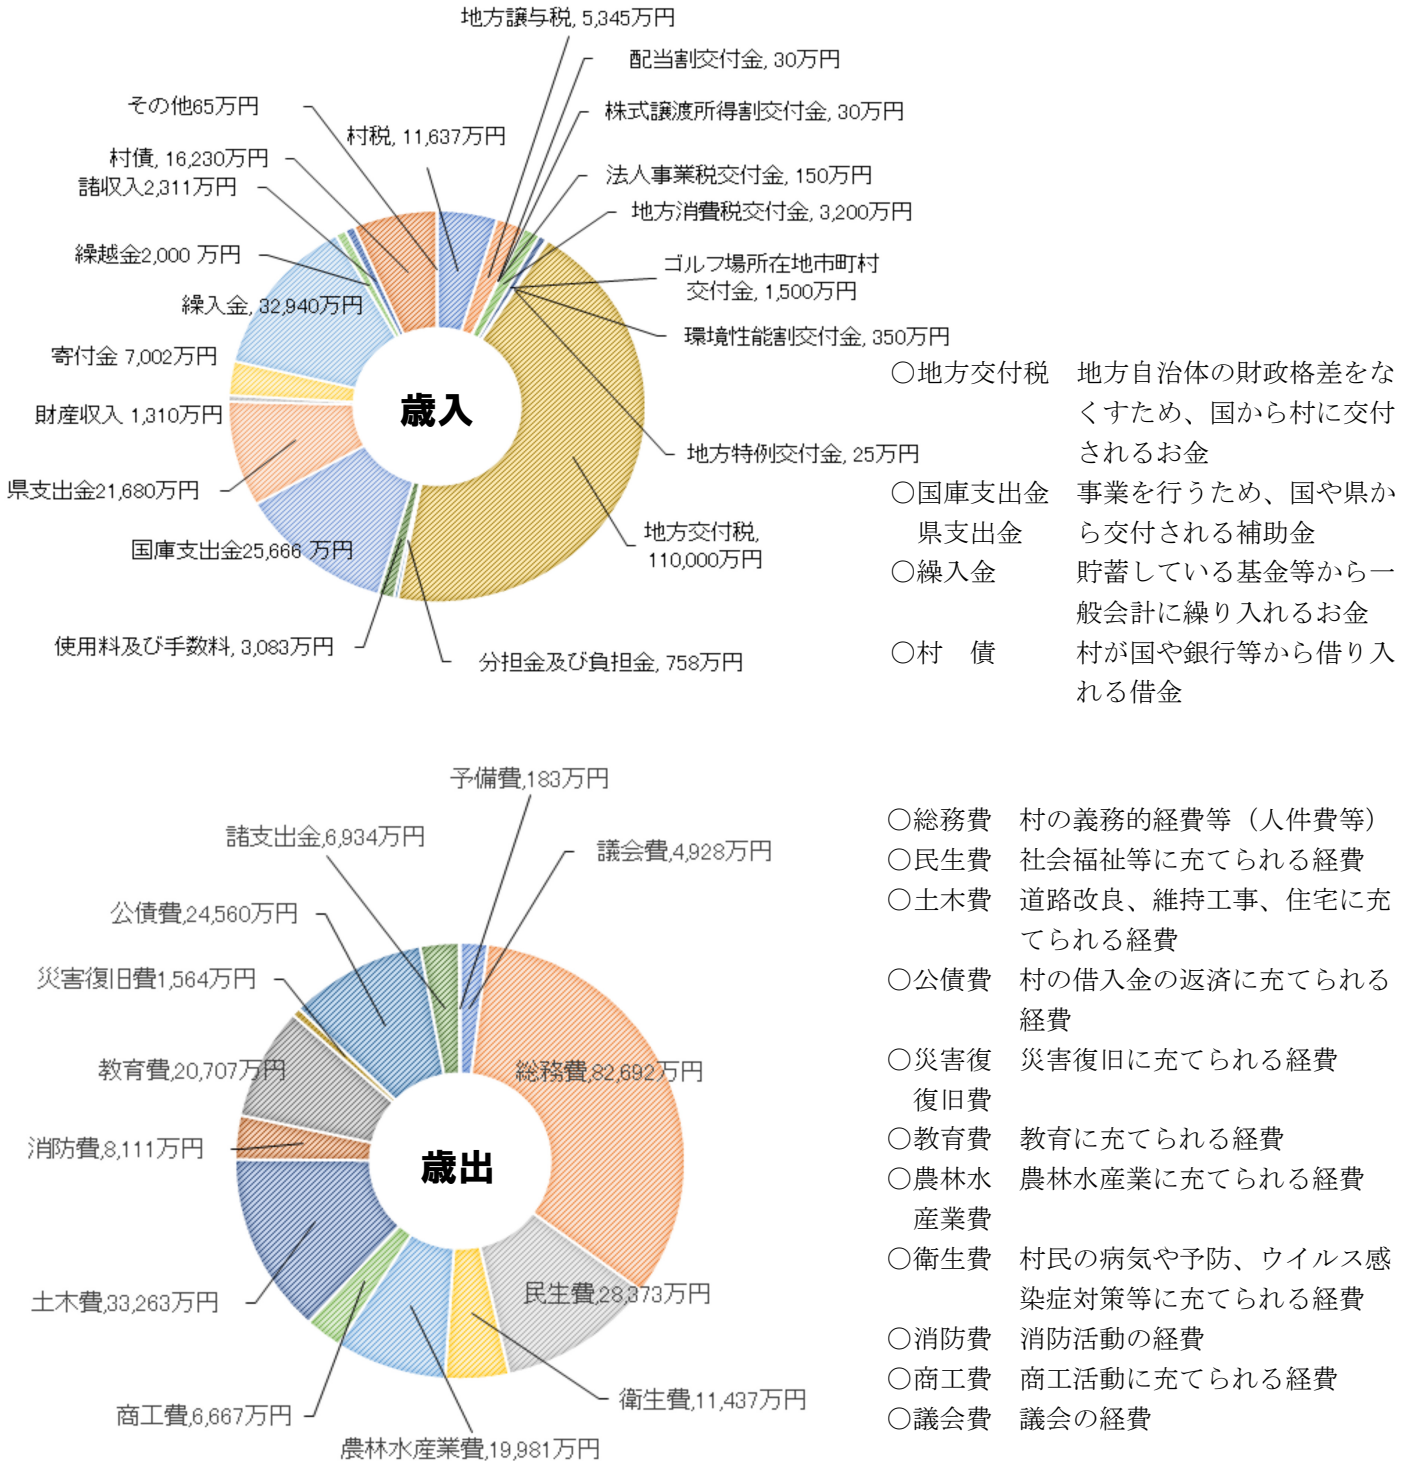 地方譲与税, 5,345万円
配当割交付金, 30万円
その他65万円
株式譲渡所得割交付金, 30万円
村税, 11,637万円
村債, 16,230万円
法人事業税交付金, 150万円
諸収入2,311万円
地方消費税交付金, 3,200万円
繰越金2,000 万円
ゴルフ場所在地市町村
交付金, 1,500万円
繰入金, 32,940万円
環境性能割交付金, 350万円
寄付金 7,002万円
財産収入 1,310万円
歳入
地方特例交付金, 25万円
県支出金21,680万円
地方交付税,
110,000万円
国庫支出金25,666 万円
使用料及び手数料, 3,083万円
分担金及び負担金, 758万円
○地方交付税 地方自治体の財政格差をな
くすため、国から村に交付
されるお金
○国庫支出金 事業を行うため、国や県か
県支出金 ら交付される補助金
○繰入金 貯蓄している基金等から一
般会計に繰り入れるお金
○村 債 村が国や銀行等から借り入
れる借金
予備費,183万円
諸支出金,6,934万円
議会費,4,928万円
公債費,24,560万円
災害復旧費1,564万円
教育費,20,707万円
総務費,82,692万円
消防費,8,111万円
歳出
民生費,28,373万円
土木費,33,263万円
衛生費,11,437万円
商工費,6,667万円
農林水産業費,19,981万円
○総務費 村の義務的経費等（人件費等）
○民生費 社会福祉等に充てられる経費
○土木費 道路改良、維持工事、住宅に充
てられる経費
○公債費 村の借入金の返済に充てられる
経費
○災害復 災害復旧に充てられる経費
復旧費
○教育費 教育に充てられる経費
○農林水 農林水産業に充てられる経費
産業費
○衛生費 村民の病気や予防、ウイルス感
染症対策等に充てられる経費
○消防費 消防活動の経費
○商工費 商工活動に充てられる経費
○議会費 議会の経費